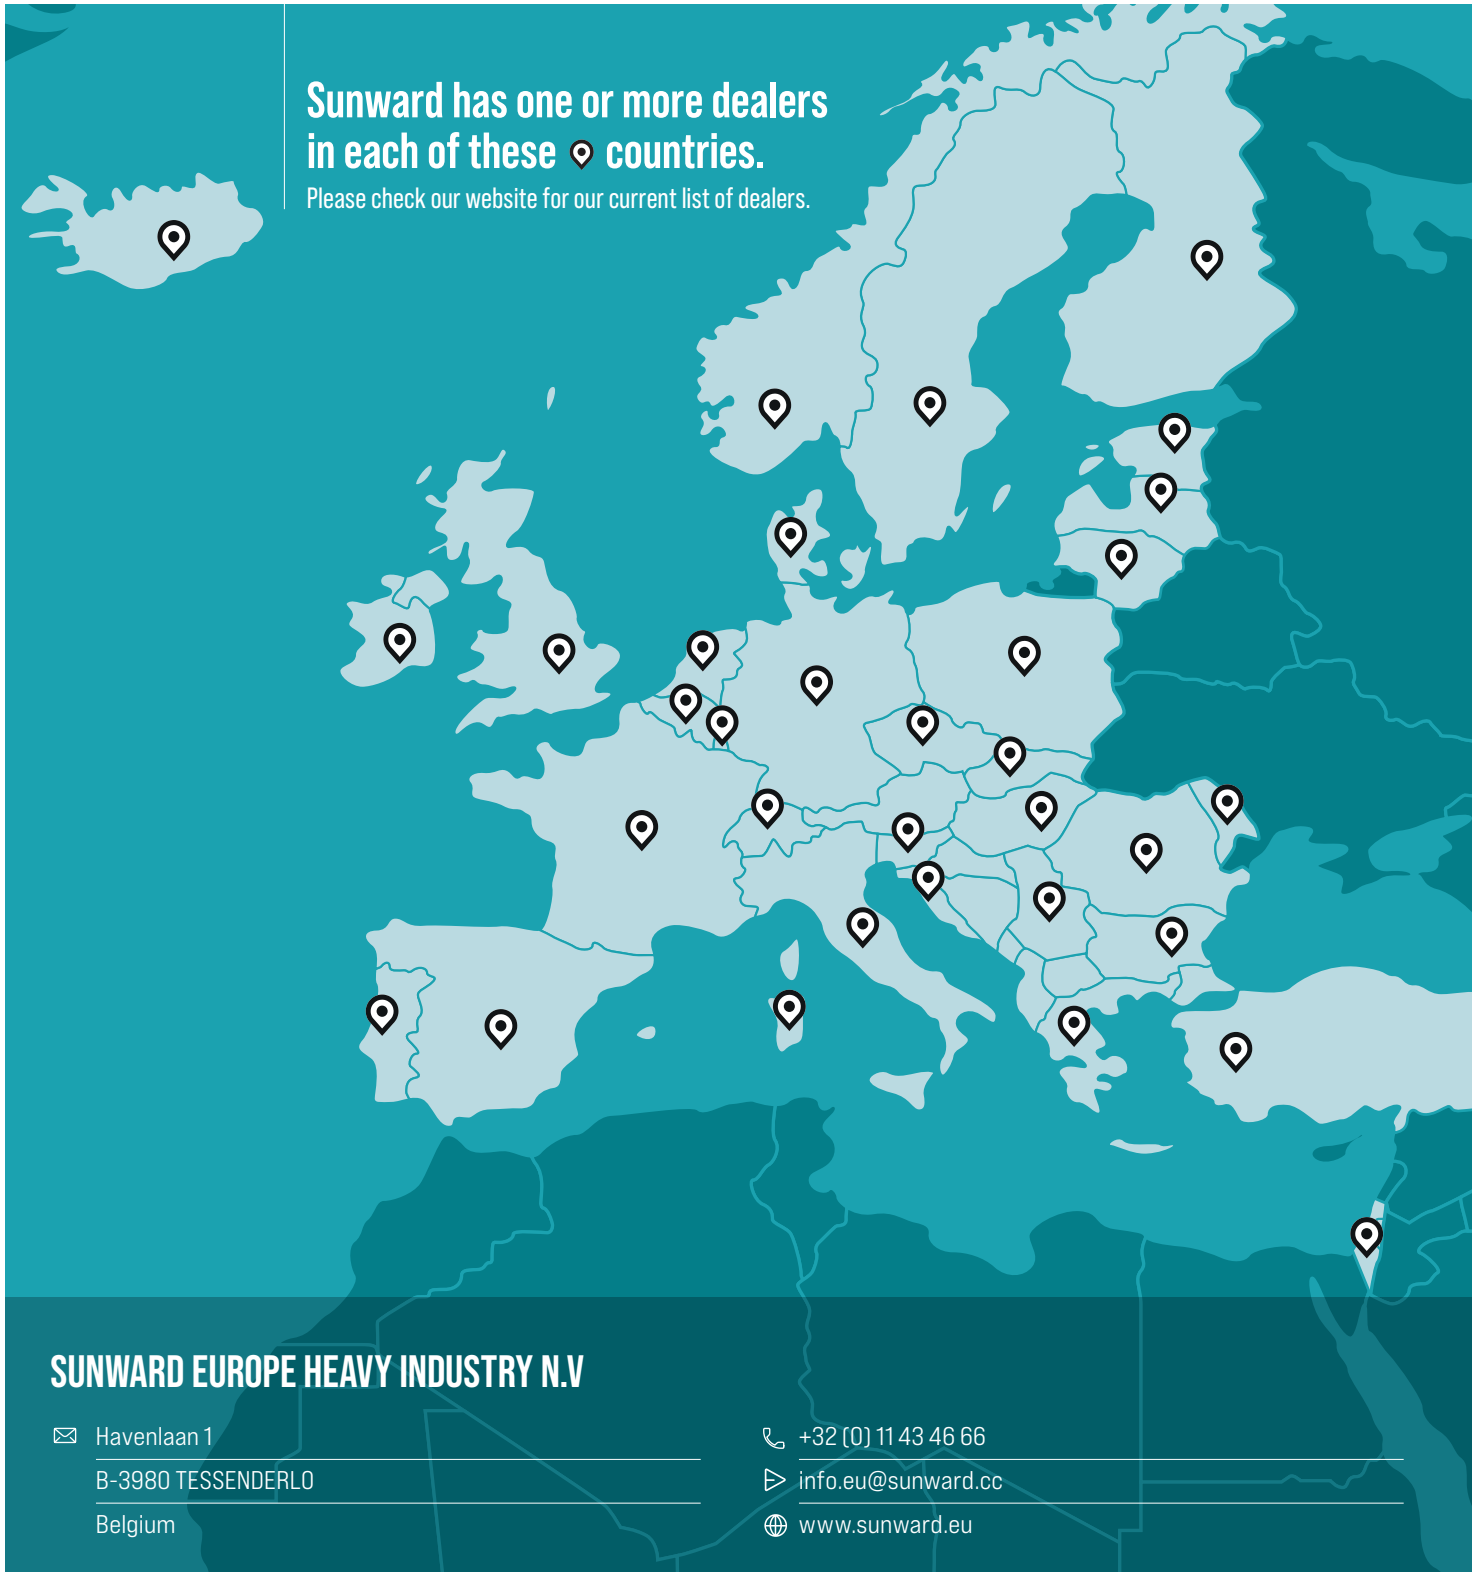 Sunward has one or more dealers
in each of these countries.
Please check our website for our current list of dealers.
SUNWARD EUROPE HEAVY INDUSTRY N.V
Havenlaan 1
B-3980 TESSENDERLO
Belgium
+32 (0) 11 43 46 66
info.eu@sunward.cc
www.sunward.eu